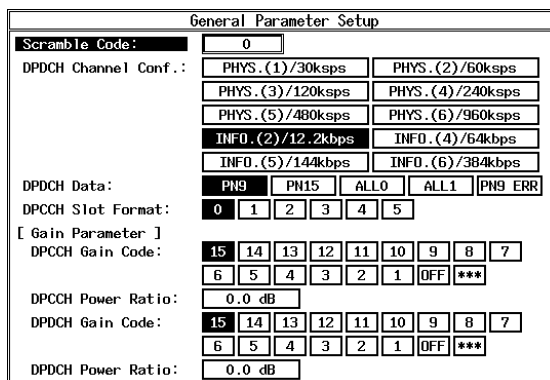 General Parameter Setup
Scramble Code: 0
DPDCH Channel Conf.: PHYS.(1)/30ksps PHYS.(2)/60ksps
PHYS.(3)/120ksps PHYS.(4)/240ksps
PHYS.(5)/480ksps PHYS.(6)/960ksps
INFO.(2)/12.2kbps INFO.(4)/64kbps
INFO.(5)/144kbps INFO.(6)/384kbps
DPDCH Data: PN9 PN15 ALL0 ALL1 PN9 ERR
DPCCH Slot Format: 0 1 2 3 4 5
[ Gain Parameter ]
DPCCH Gain Code: 15 14 13 12 11 10 9 8 7
6 5 4 3 2 1 OFF ***
DPCCH Power Ratio: 0.0 dB
DPDCH Gain Code: 15 14 13 12 11 10 9 8 7
6 5 4 3 2 1 OFF ***
DPDCH Power Ratio: 0.0 dB